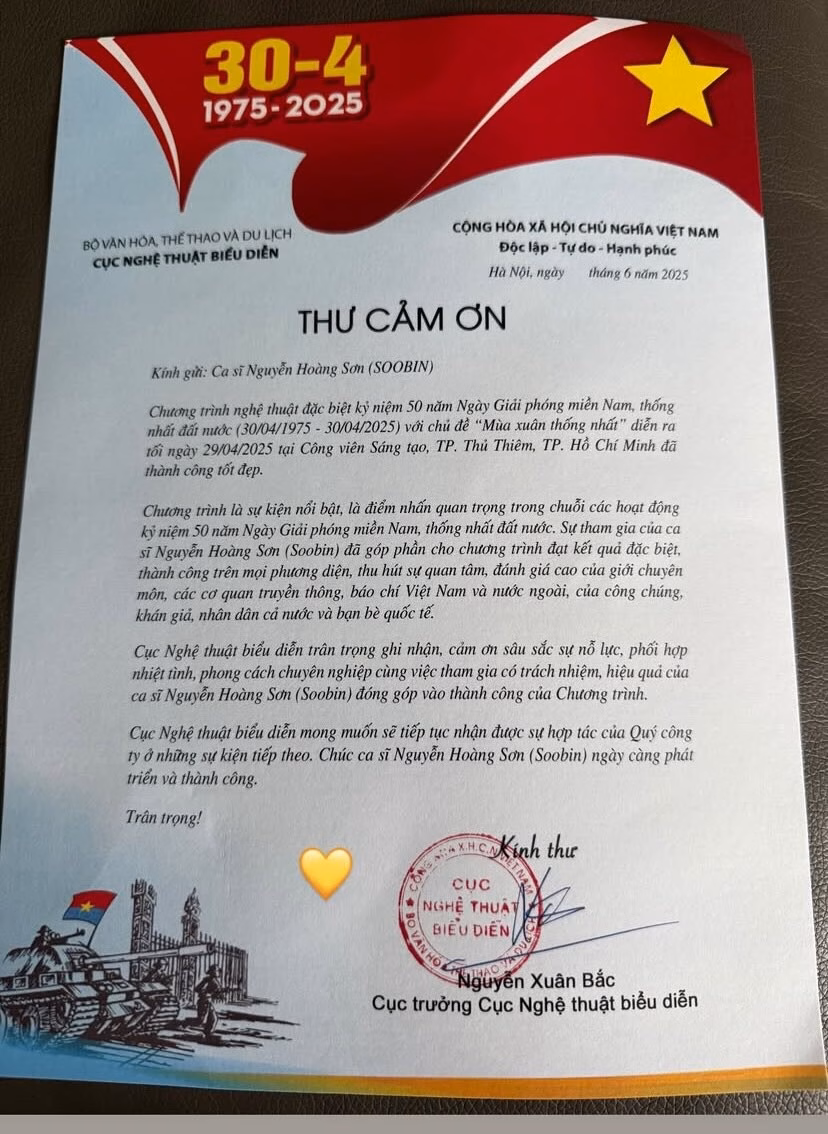 30-4
1975-2025
BỘ VĂN HÓA, THỂ THAO VÀ DU LỊCH
CỤC NGHỆ THUẬT BIỂU DIỄN
CỘNG HÒA XÃ HỘI CHỦ NGHĨA VIỆT NAM
Độc lập - Tự do - Hạnh phúc
Hà Nội, ngày tháng 6 năm 2025
THƯ CẢM ƠN
Kính gửi: Ca sĩ Nguyễn Hoàng Sơn (SOOBIN)
Chương trình nghệ thuật đặc biệt kỷ niệm 50 năm Ngày Giải phóng miền Nam, thống
nhất đất nước (30/04/1975 - 30/04/2025) với chủ đề “Mùa xuân thống nhất” diễn ra
tối ngày 29/04/2025 tại Công viên Sáng tạo, TP. Thủ Thiêm, TP. Hồ Chí Minh đã
thành công tốt đẹp.
Chương trình là sự kiện nổi bật, là điểm nhấn quan trọng trong chuỗi các hoạt động
kỷ niệm 50 năm Ngày Giải phóng miền Nam, thống nhất đất nước. Sự tham gia của ca
sĩ Nguyễn Hoàng Sơn (Soobin) đã góp phần cho chương trình đạt kết quả đặc biệt,
thành công trên mọi phương diện, thu hút sự quan tâm, đánh giá cao của giới chuyên
môn, các cơ quan truyền thông, báo chí Việt Nam và nước ngoài, của công chúng,
khán giả, nhân dân cả nước và bạn bè quốc tế.
Cục Nghệ thuật biểu diễn trân trọng ghi nhận, cảm ơn sâu sắc sự nỗ lực, phối hợp
nhiệt tình, phong cách chuyên nghiệp cùng việc tham gia có trách nhiệm, hiệu quả của
ca sĩ Nguyễn Hoàng Sơn (Soobin) đóng góp vào thành công của Chương trình.
Cục Nghệ thuật biểu diễn mong muốn sẽ tiếp tục nhận được sự hợp tác của Quý công
ty ở những sự kiện tiếp theo. Chúc ca sĩ Nguyễn Hoàng Sơn (Soobin) ngày càng phát
triển và thành công.
Trân trọng!
Kính thư
CỤC
NGHỆ THUẬT
BIỂU DIỄN
Nguyễn Xuân Bắc
Cục trưởng Cục Nghệ thuật biểu diễn